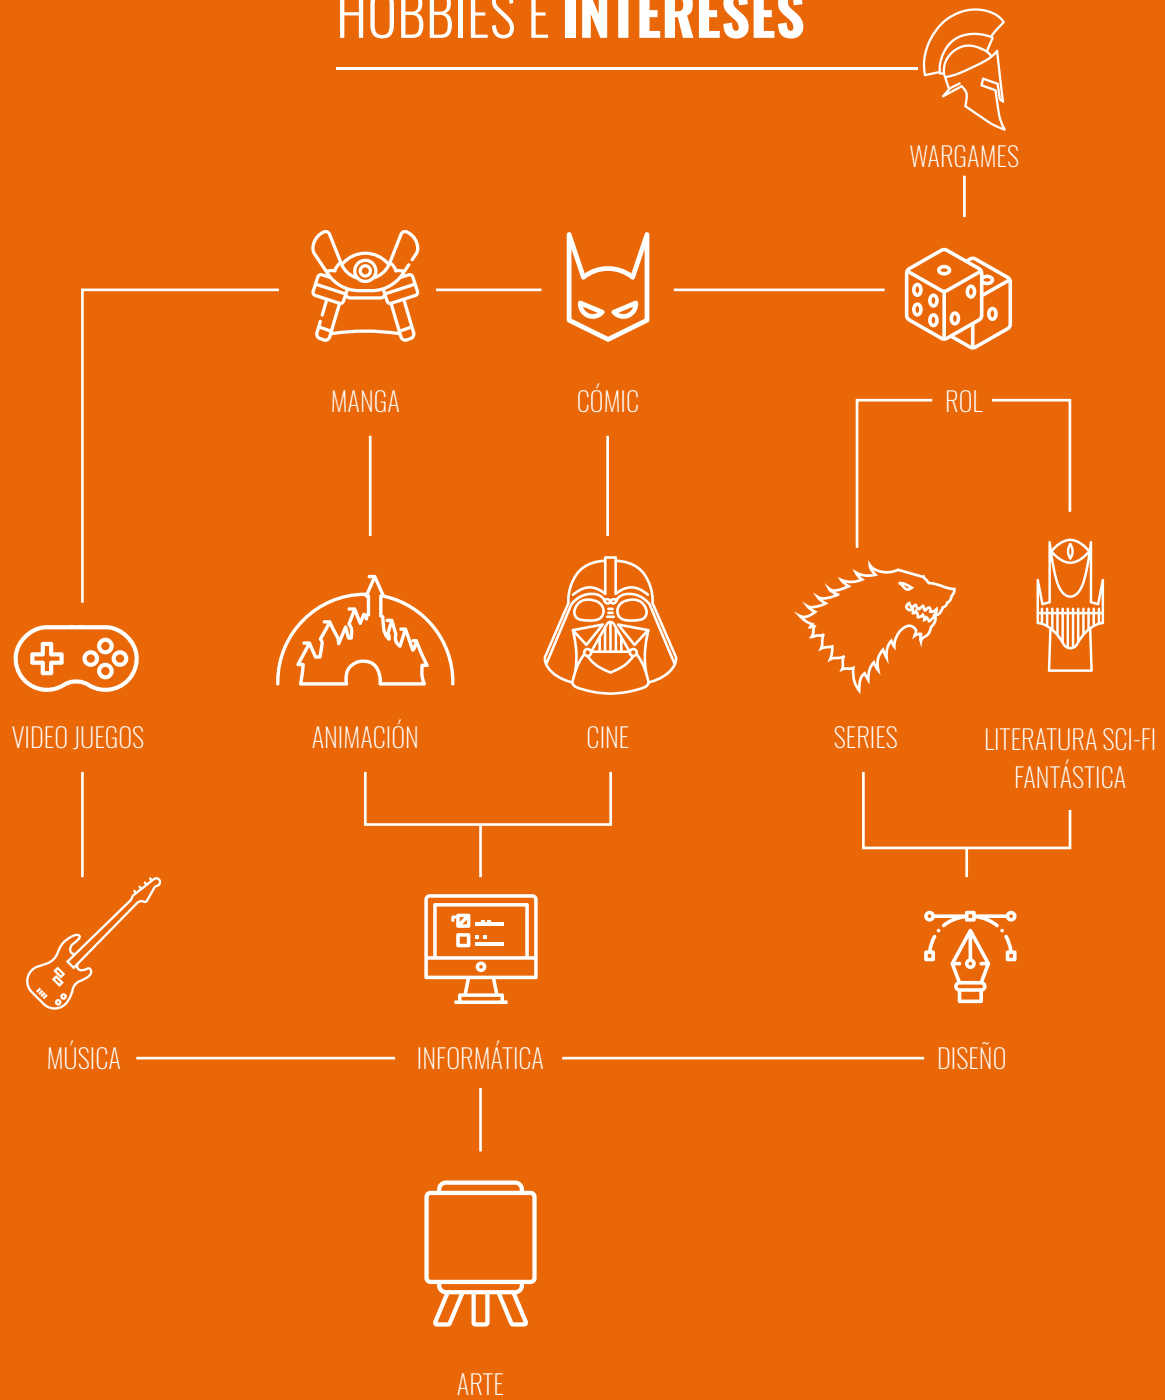 HOBBIES E INTERESES
WARGAMES
MANGA
CÓMIC
ROL
VIDEO JUEGOS
ANIMACIÓN
CINE
SERIES
LITERATURA SCI-FI
FANTÁSTICA
MÚSICA
INFORMÁTICA
DISEÑO
ARTE